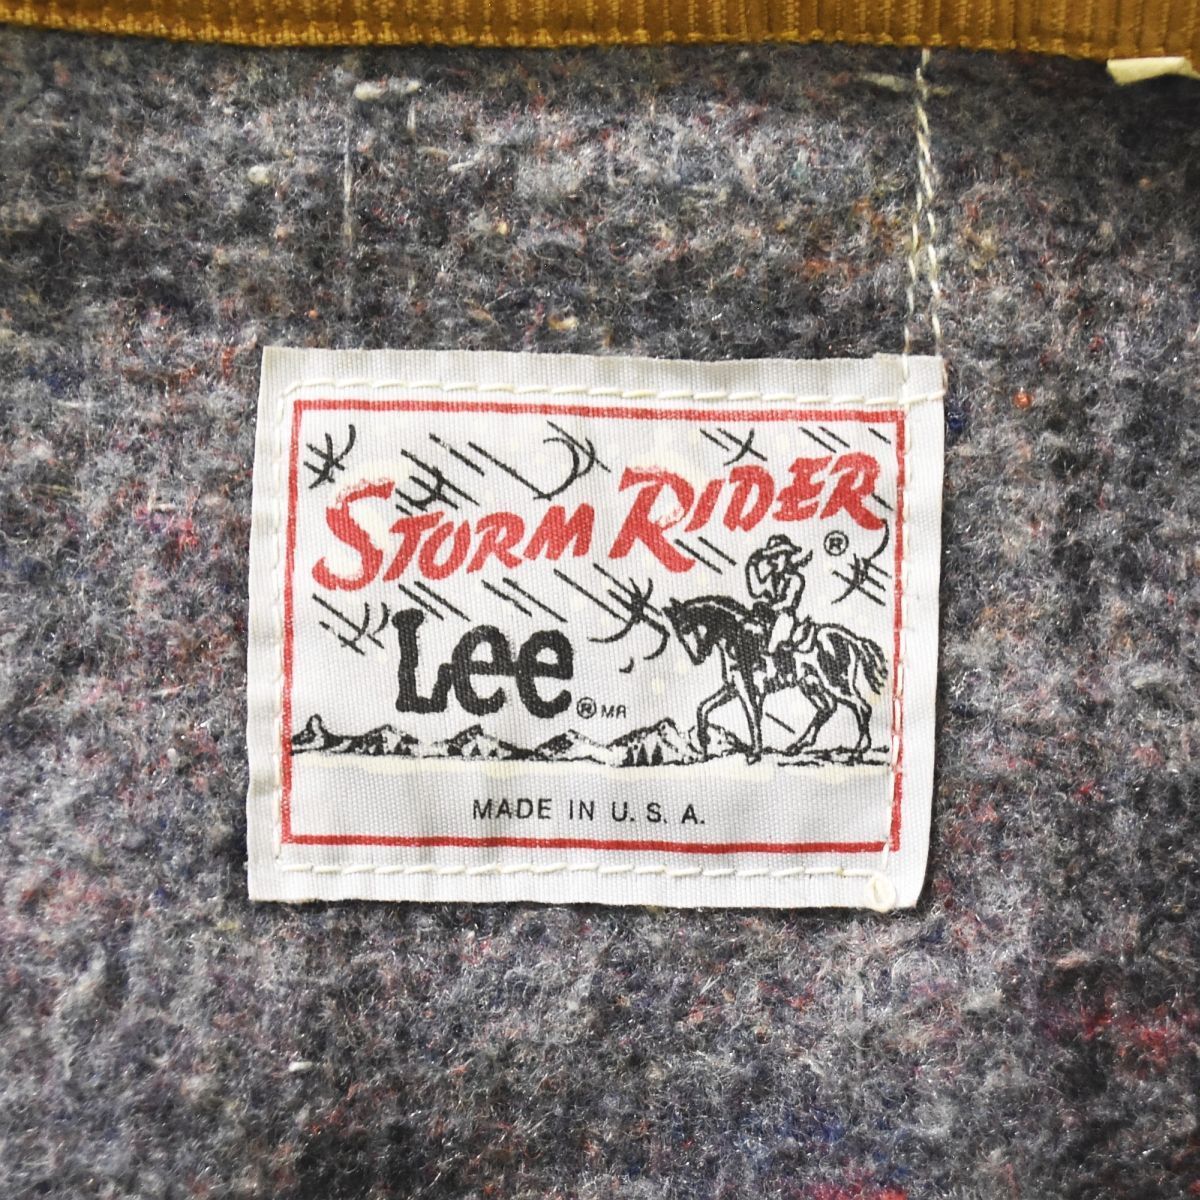 STORM RIDER ®
Lee ® MR
MADE IN U.S.A.